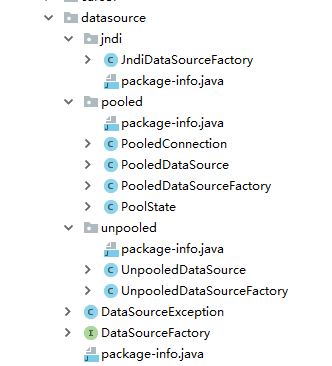 datasource
jndi
JndiDataSourceFactory
package-info.java
pooled
package-info.java
PooledConnection
PooledDataSource
PooledDataSourceFactory
PoolState
unpooled
package-info.java
UnpooledDataSource
UnpooledDataSourceFactory
DataSourceException
DataSourceFactory
package-info.java